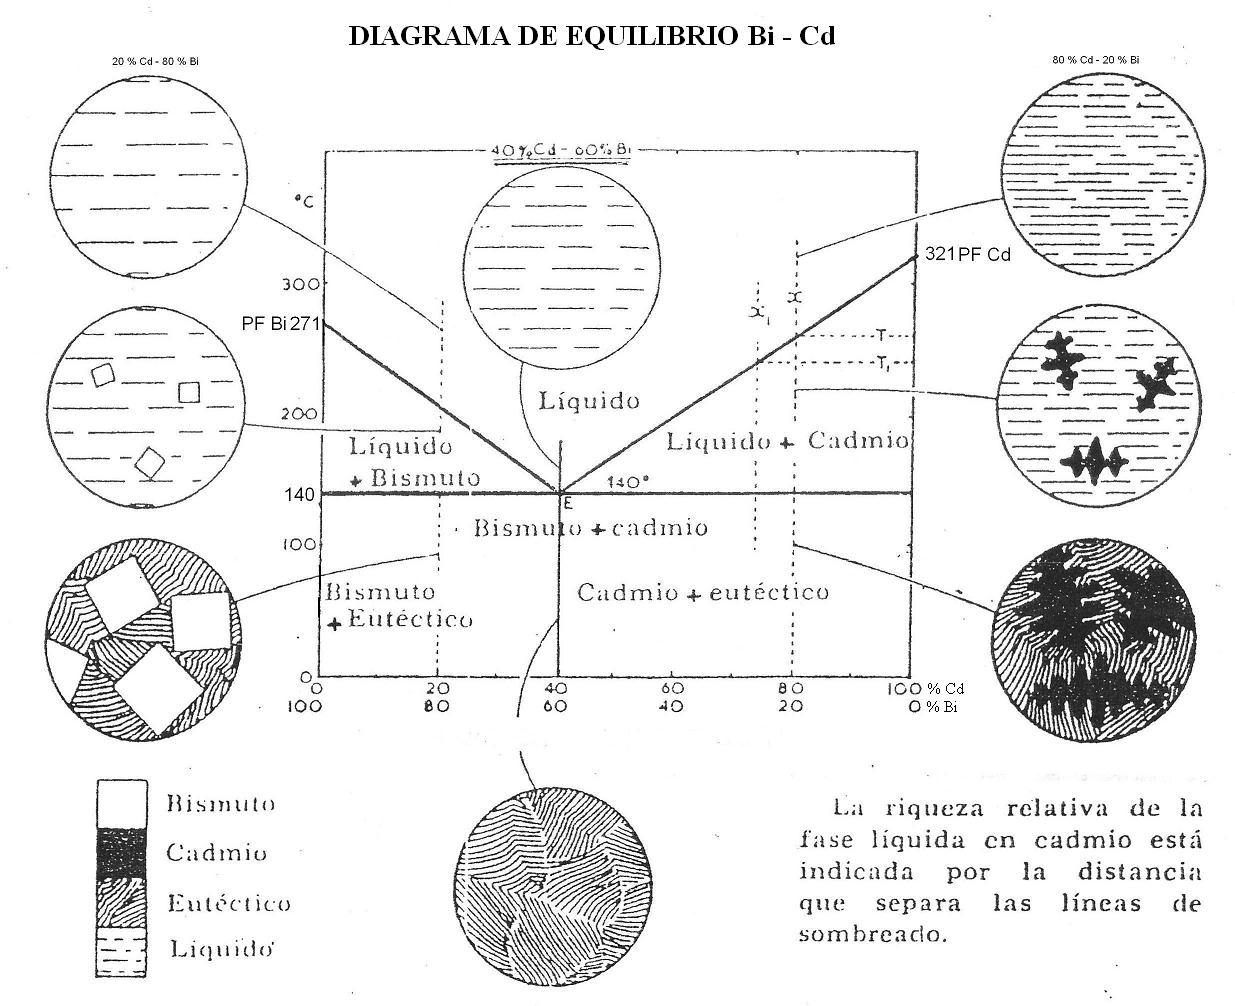 DIAGRAMA DE EQUILIBRIO Bi - Cd
20 % Cd - 80 % Bi
80 % Cd - 20 % Bi
40% Cd - 60% Bi
°C
300
321 PF Cd
PF Bi 271
x
x₁
T
T₁
Líquido
200
Líquido
+ Bismuto
Líquido + Cadmio
140
140°
E
Bismuto + cadmio
100
Bismuto
+ Eutéctico
Cadmio + eutéctico
0
0 20 40 60 80 100 % Cd
100 80 60 40 20 0 % Bi
Bismuto
Cadmio
Eutéctico
Líquido
La riqueza relativa de la
fase líquida en cadmio está
indicada por la distancia
que separa las líneas de
sombreado.